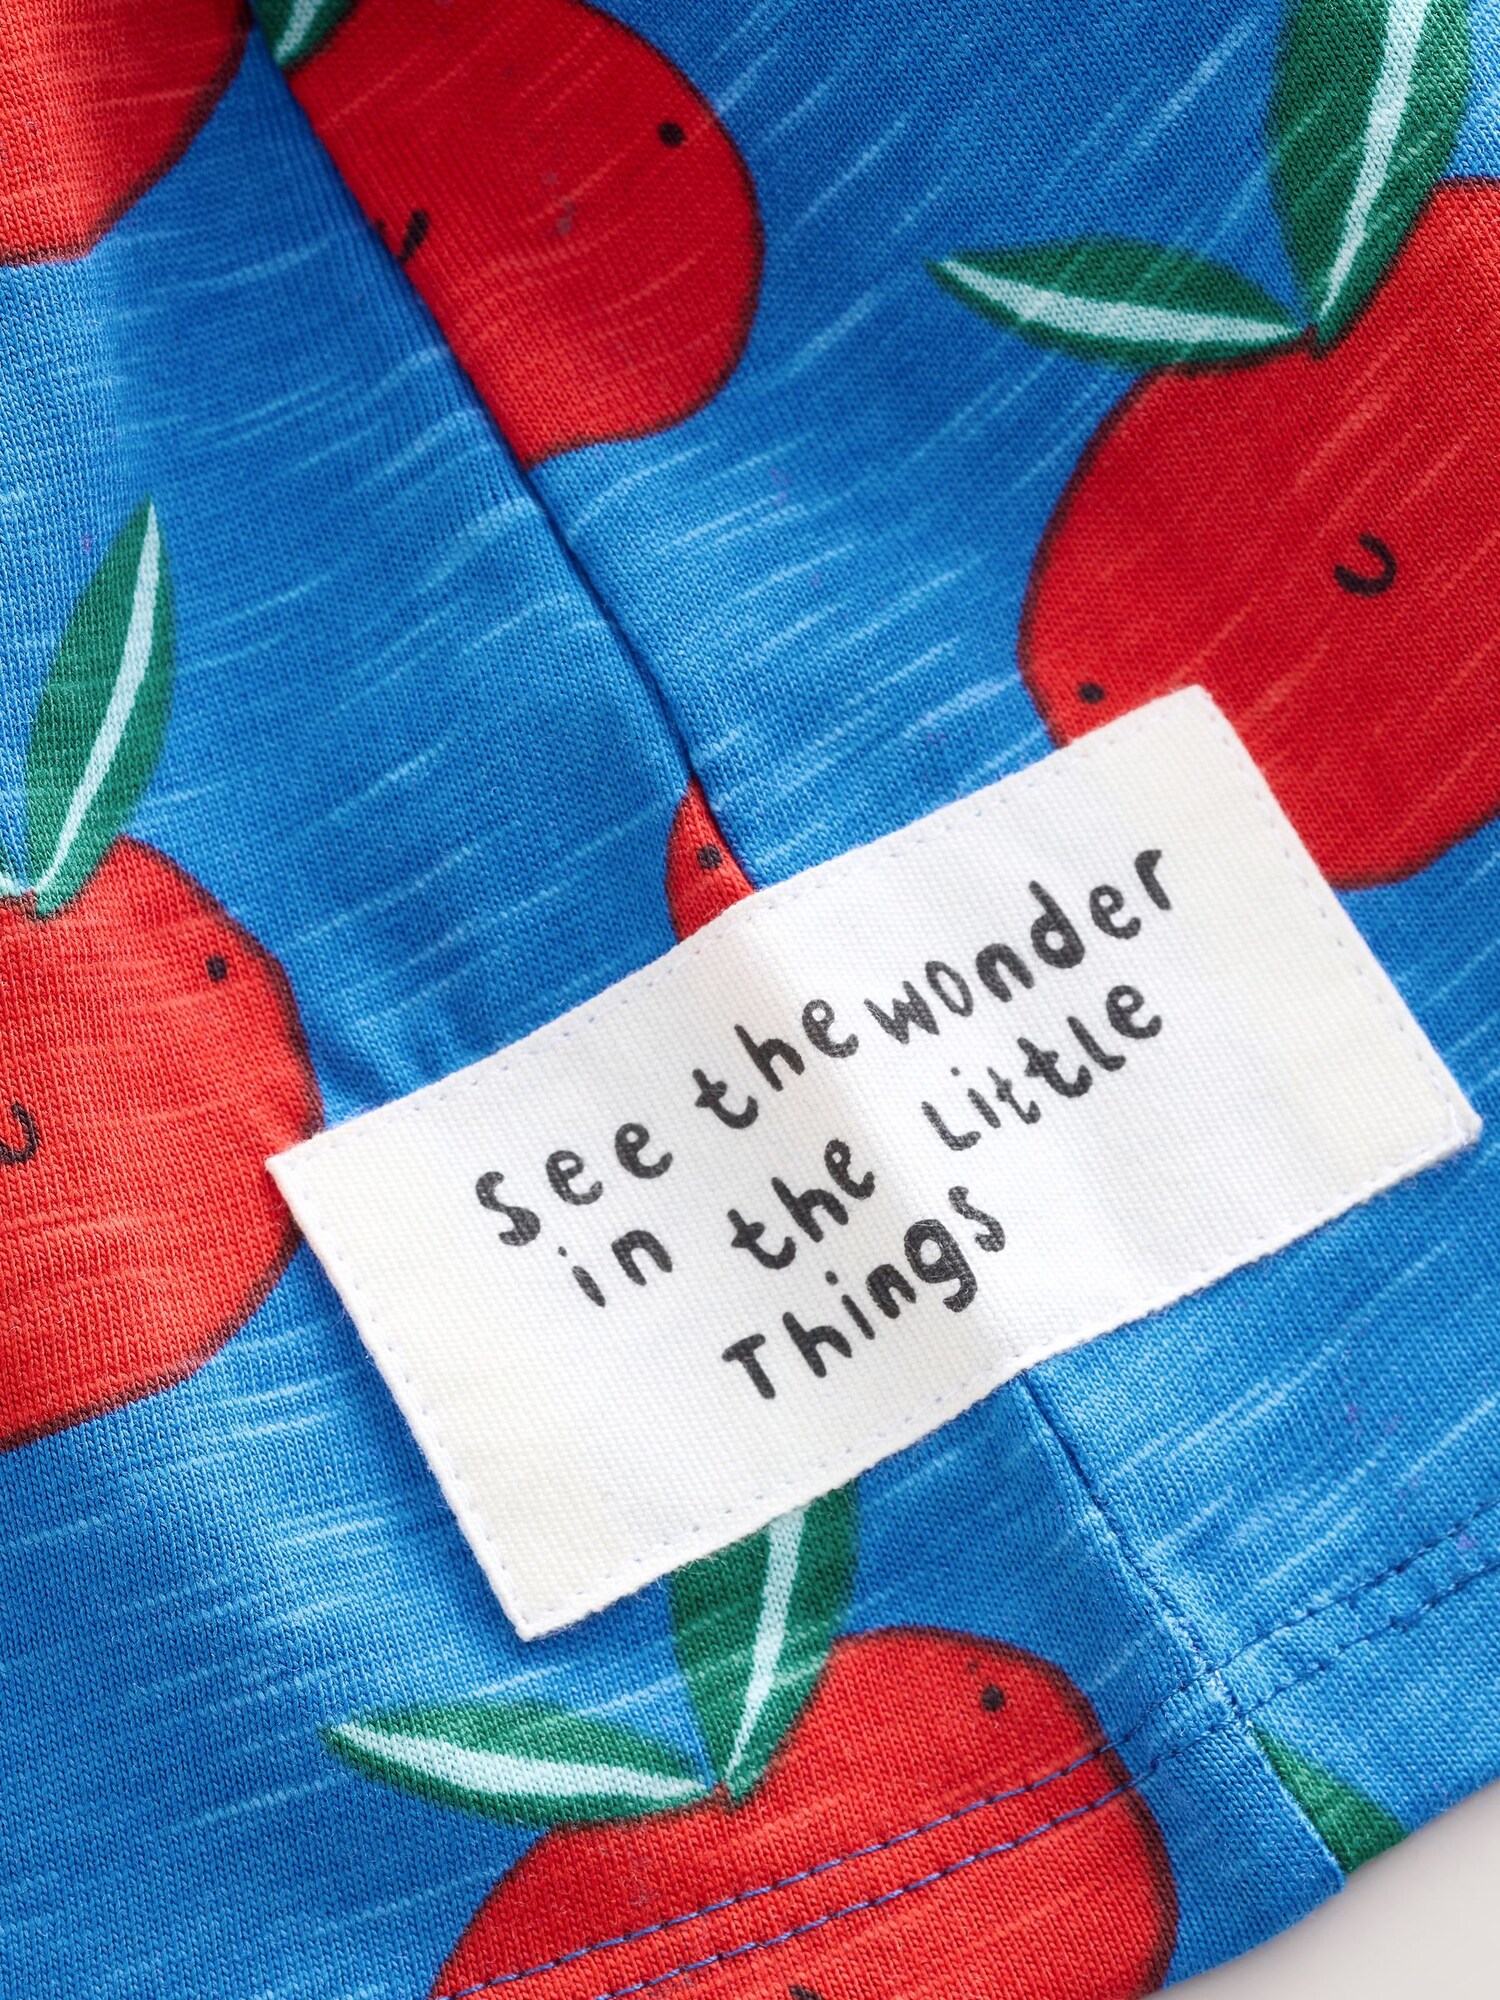 See the wonder
in the Little
Things